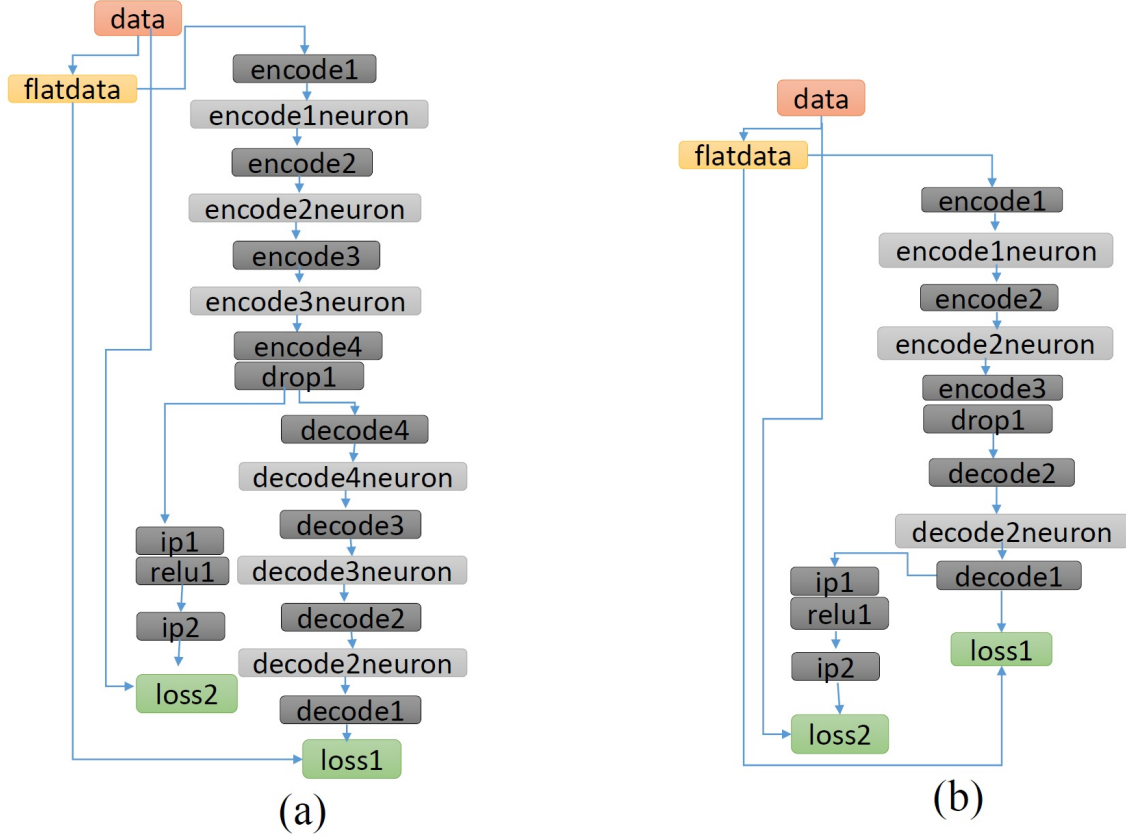 data
flatdata
encode1
encode1neuron
encode2
encode2neuron
encode3
encode3neuron
encode4
drop1
decode4
decode4neuron
decode3
decode3neuron
decode2
decode2neuron
decode1
loss1
ip1
relu1
ip2
loss2
(a)
data
flatdata
encode1
encode1neuron
encode2
encode2neuron
encode3
drop1
decode2
decode2neuron
decode1
loss1
ip1
relu1
ip2
loss2
(b)